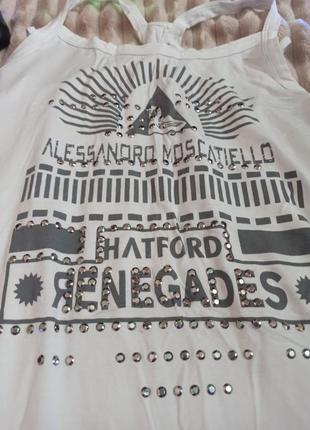 ALESSANDRO MOSCATIELLO
HATFORD
RENEGADES